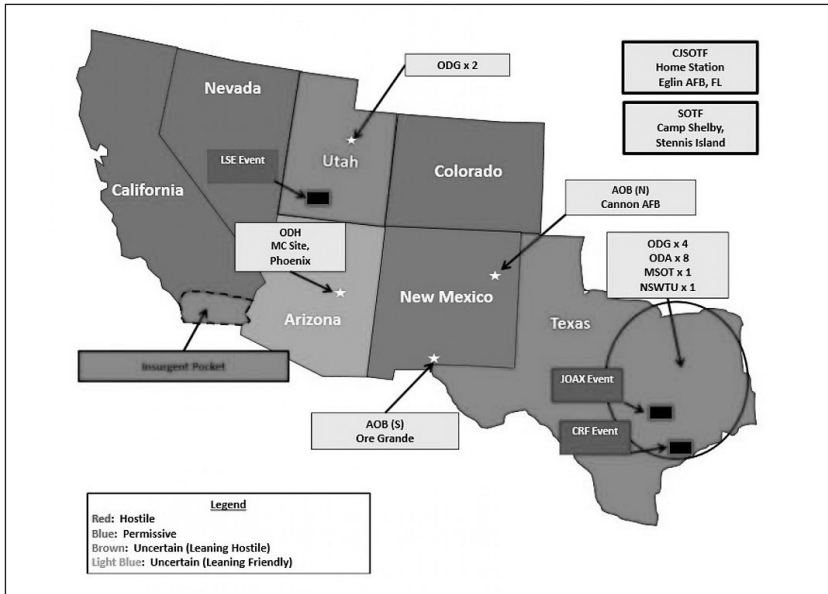 CJSOTF
Home Station
Eglin AFB, FL
SOTF
Camp Shelby,
Stennis Island
ODG x 2
Nevada
LSE Event
Utah
Colorado
California
AOB (N)
Cannon AFB
ODH
MC Site,
Phoenix
ODG x 4
ODA x 8
MSOT x 1
NSWTU x 1
New Mexico
Arizona
Texas
Insurgent Pocket
JOAX Event
AOB (S)
Ore Grande
CRF Event
Legend
Red: Hostile
Blue: Permissive
Brown: Uncertain (Leaning Hostile)
Light Blue: Uncertain (Leaning Friendly)